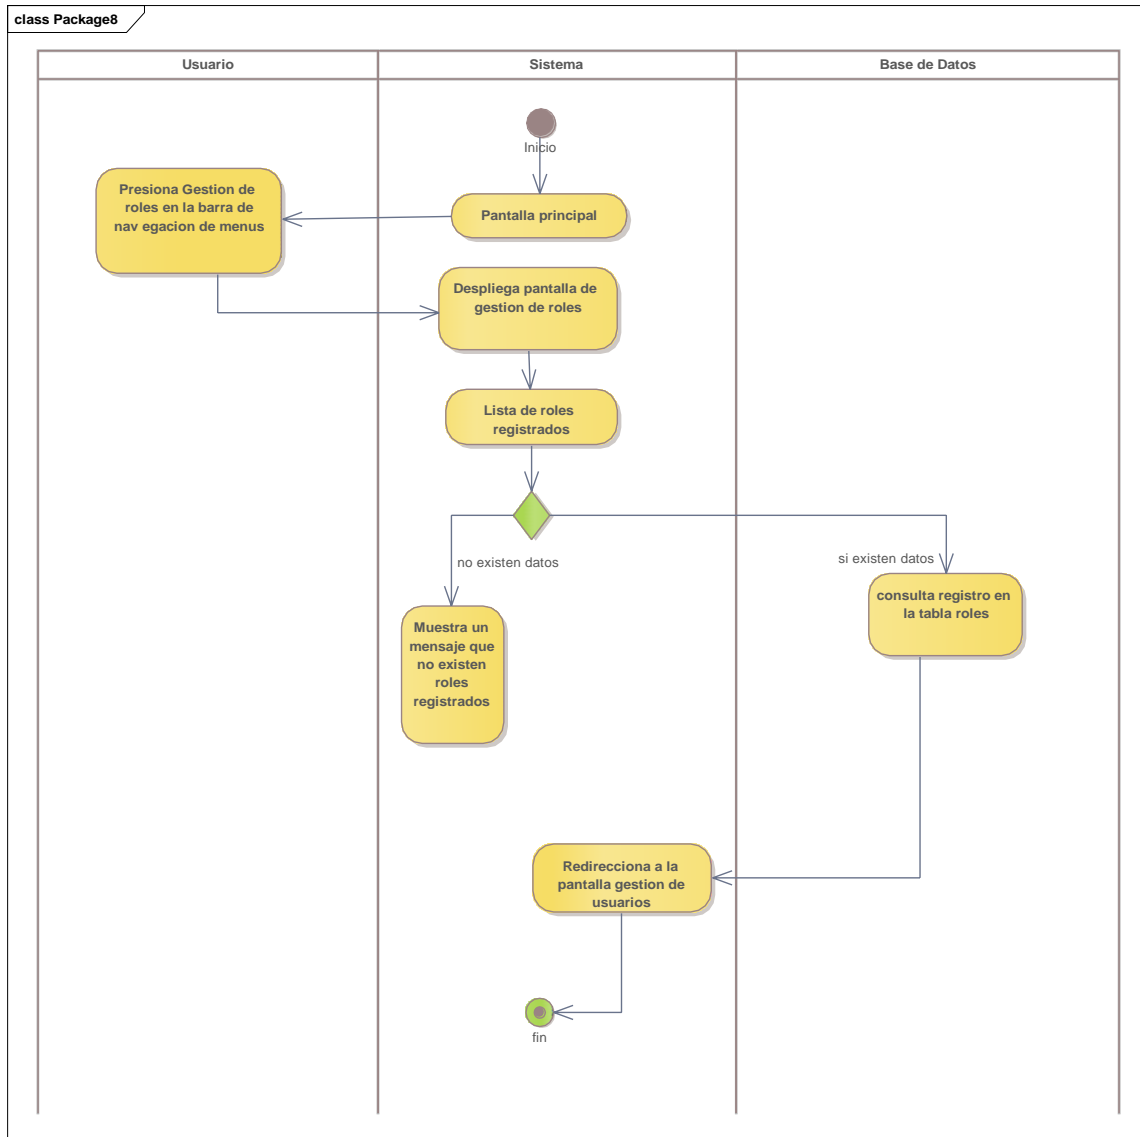 class Package8
Usuario
Sistema
Base de Datos
Inicio
Presiona Gestion de
roles en la barra de
nav egacion de menus
Pantalla principal
Despliega pantalla de
gestion de roles
Lista de roles
registrados
no existen datos
si existen datos
consulta registro en
la tabla roles
Muestra un
mensaje que
no existen
roles
registrados
Redirecciona a la
pantalla gestion de
usuarios
fin